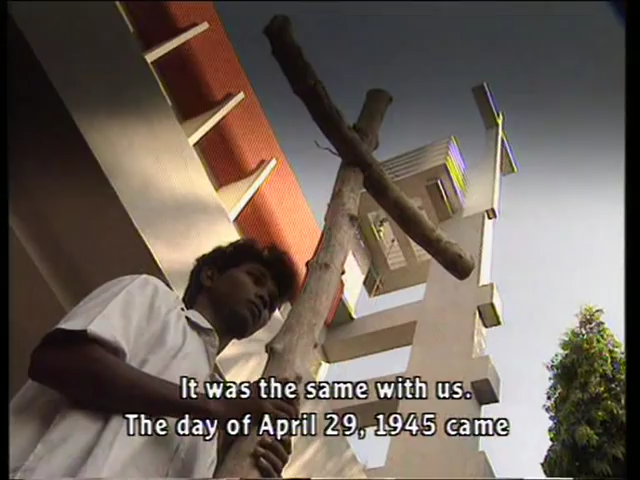 It was the same with us.
The day of April 29, 1945 came